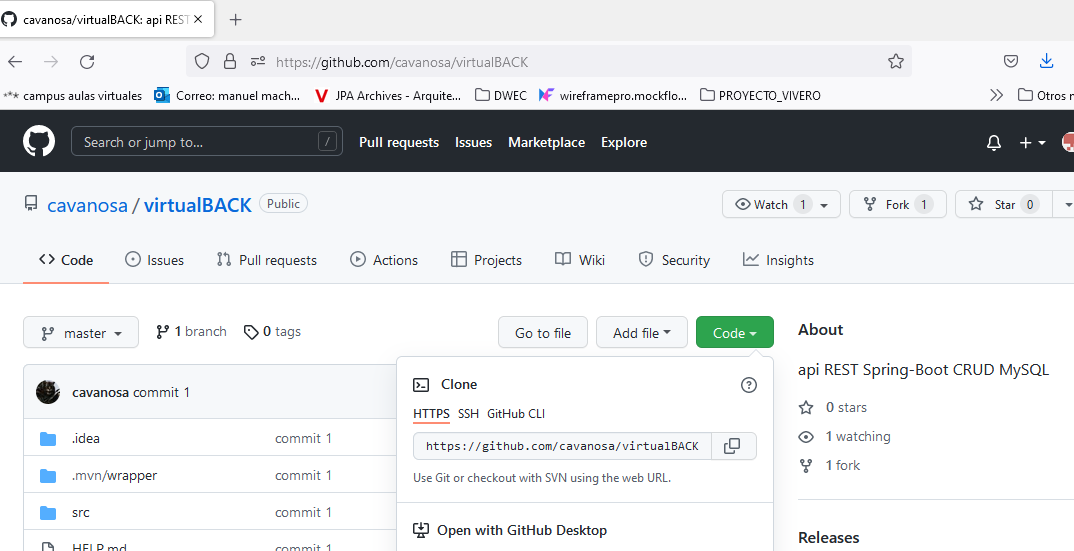 cavanosa/virtualBACK: api REST
https://github.com/cavanosa/virtualBACK
campus aulas virtuales Correo: manuel mach... JPA Archives - Arquite... DWEC wireframepro.mockflo... PROYECTO_VIVERO Otros
Search or jump to... / Pull requests Issues Marketplace Explore
cavanosa / virtualBACK Public Watch 1 Fork 1 Star 0
Code Issues Pull requests Actions Projects Wiki Security Insights
master 1 branch 0 tags Go to file Add file Code About
api REST Spring-Boot CRUD MySQL
cavanosa commit 1 Clone
0 stars
HTTPS SSH GitHub CLI
.idea commit 1 1 watching
https://github.com/cavanosa/virtualBACK
1 fork
.mvn/wrapper commit 1 Use Git or checkout with SVN using the web URL.
src commit 1
Open with GitHub Desktop Releases
HELP.md commit 1